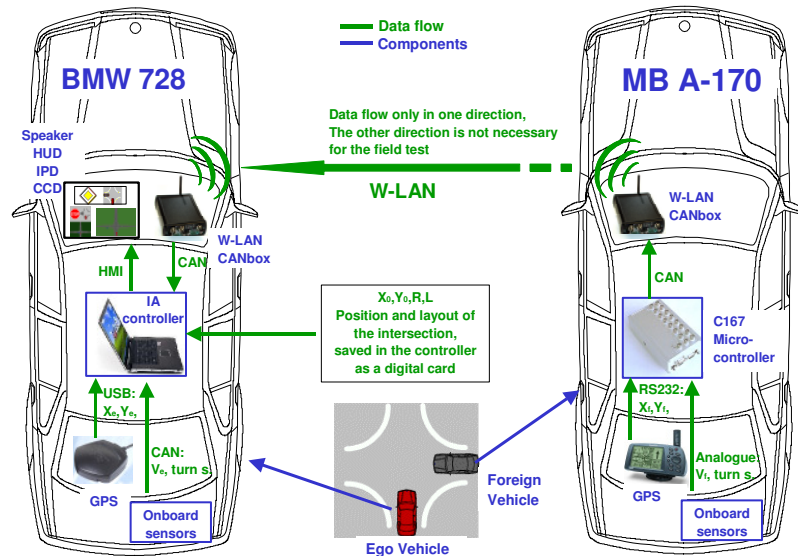 Data flow
Components
BMW 728
MB A-170
Speaker
HUD
IPD
CCD
Data flow only in one direction,
The other direction is not necessary
for the field test
W-LAN
W-LAN
CANbox
HMI
CAN
IA
controller
X₀,Y₀,R,L
Position and layout of
the intersection,
saved in the controller
as a digital card
USB:
Xₑ,Yₑ,
CAN:
Vₑ, turn s.
GPS
Onboard
sensors
Ego Vehicle
Foreign
Vehicle
W-LAN
CANbox
CAN
C167
Micro-
controller
RS232:
X_f,Y_f,
Analogue:
V_f, turn s.
GPS
Onboard
sensors